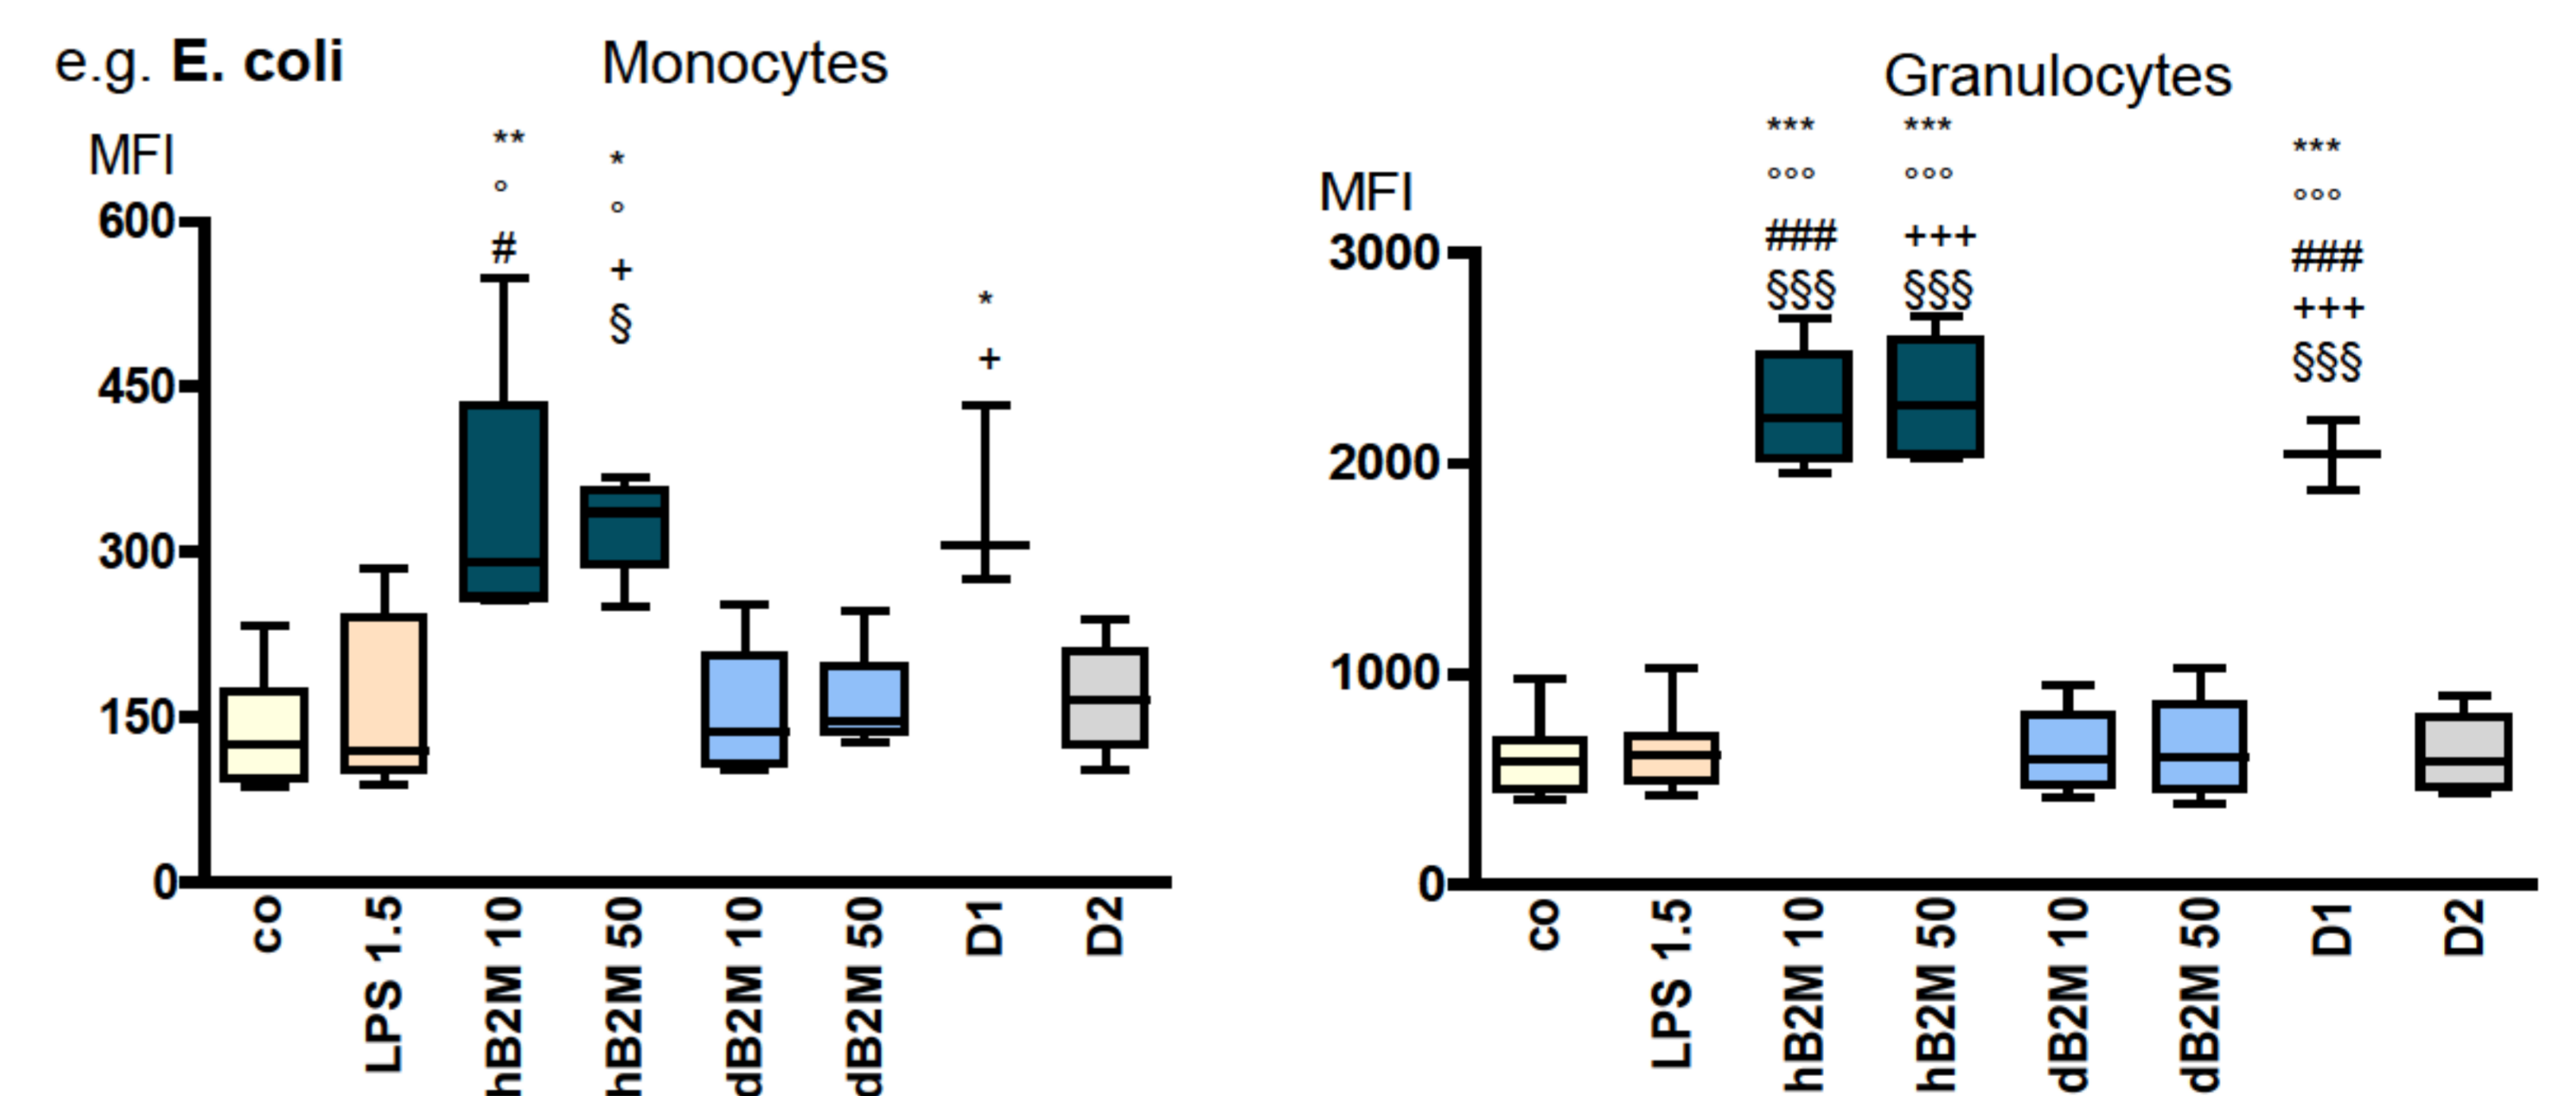 e.g. E. coli
Monocytes
MFI
**
°
#
*
°
+
§
*
+
600
450
300
150
0
co
LPS 1.5
hB2M 10
hB2M 50
dB2M 10
dB2M 50
D1
D2
Granulocytes
MFI
***
°°°
###
§§§
***
°°°
+++
§§§
***
°°°
###
+++
§§§
3000
2000
1000
0
co
LPS 1.5
hB2M 10
hB2M 50
dB2M 10
dB2M 50
D1
D2